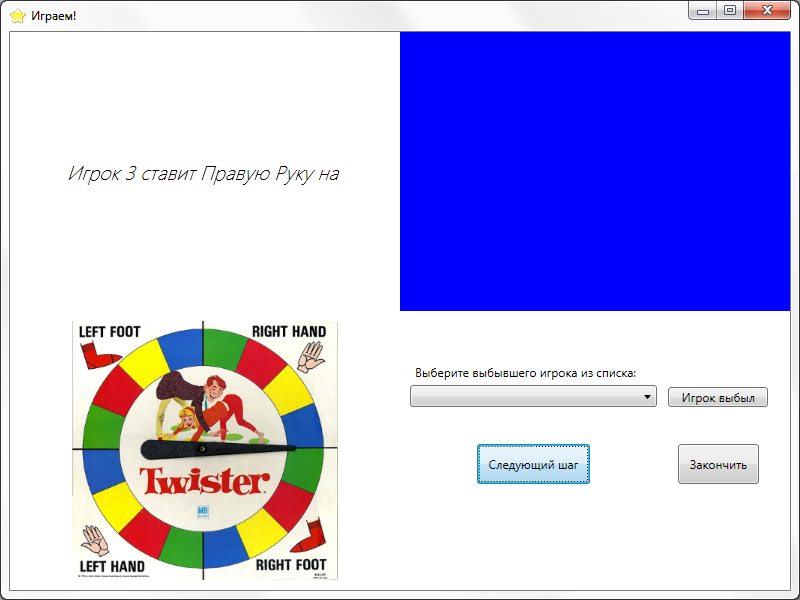 Играем!
Игрок 3 ставит Правую Руку на
LEFT FOOT
RIGHT HAND
Twister
MB
LEFT HAND
RIGHT FOOT
Выберите выбывшего игрока из списка:
Игрок выбыл
Следующий шаг
Закончить